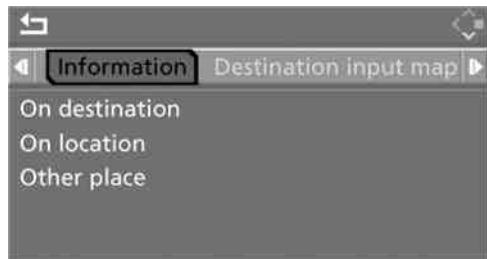 Information Destination input map
On destination
On location
Other place